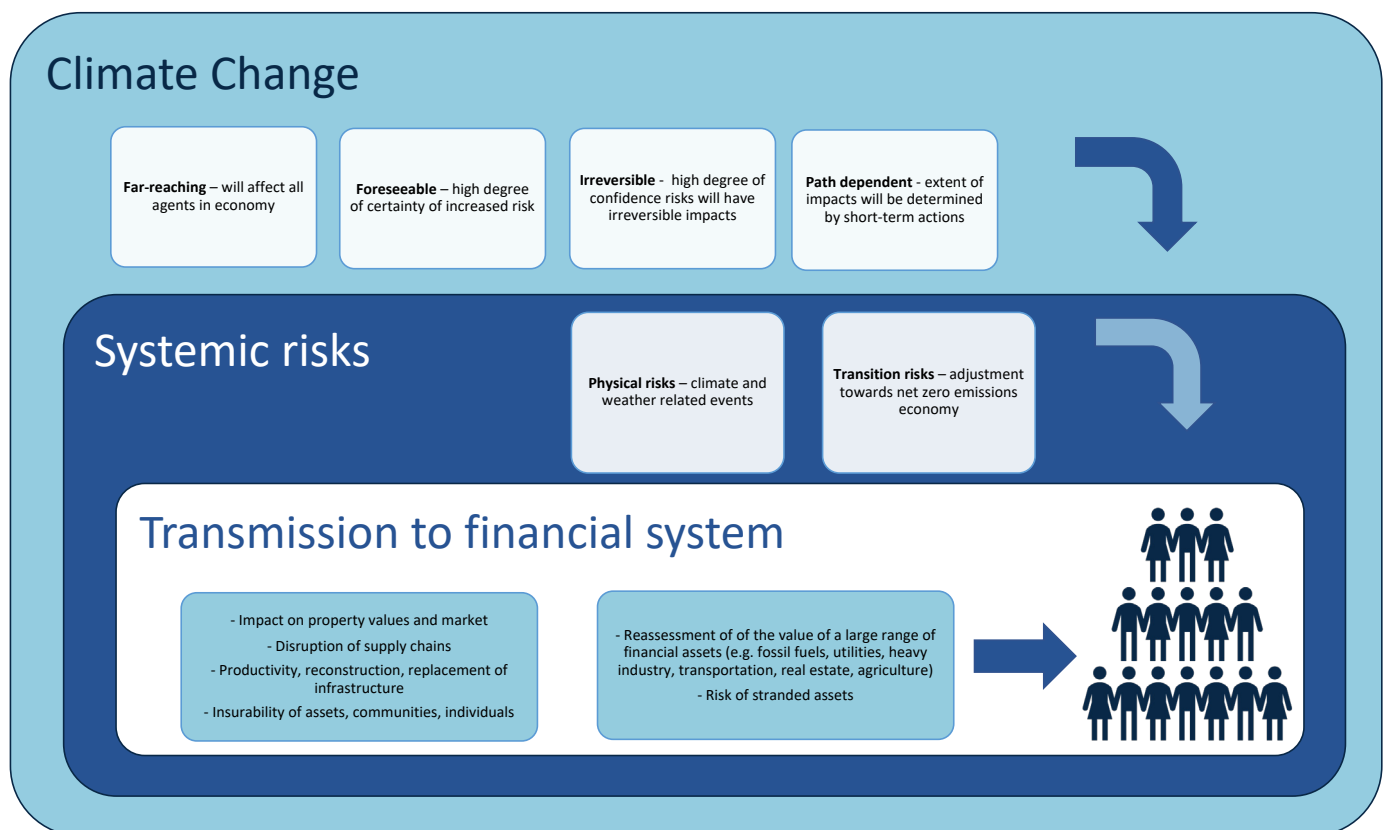 Climate Change
Far-reaching – will affect all
agents in economy
Foreseeable – high degree
of certainty of increased risk
Irreversible -  high degree of
confidence risks will have
irreversible impacts
Path dependent - extent of
impacts will be determined
by short-term actions
Systemic risks
Physical risks – climate and
weather related events
Transition risks – adjustment
towards net zero emissions
economy
Transmission to financial system
- Impact on property values and market
- Disruption of supply chains
- Productivity, reconstruction, replacement of
infrastructure
- Insurability of assets, communities, individuals
- Reassessment of of the value of a large range of
financial assets (e.g. fossil fuels, utilities, heavy
industry, transportation, real estate, agriculture)
- Risk of stranded assets